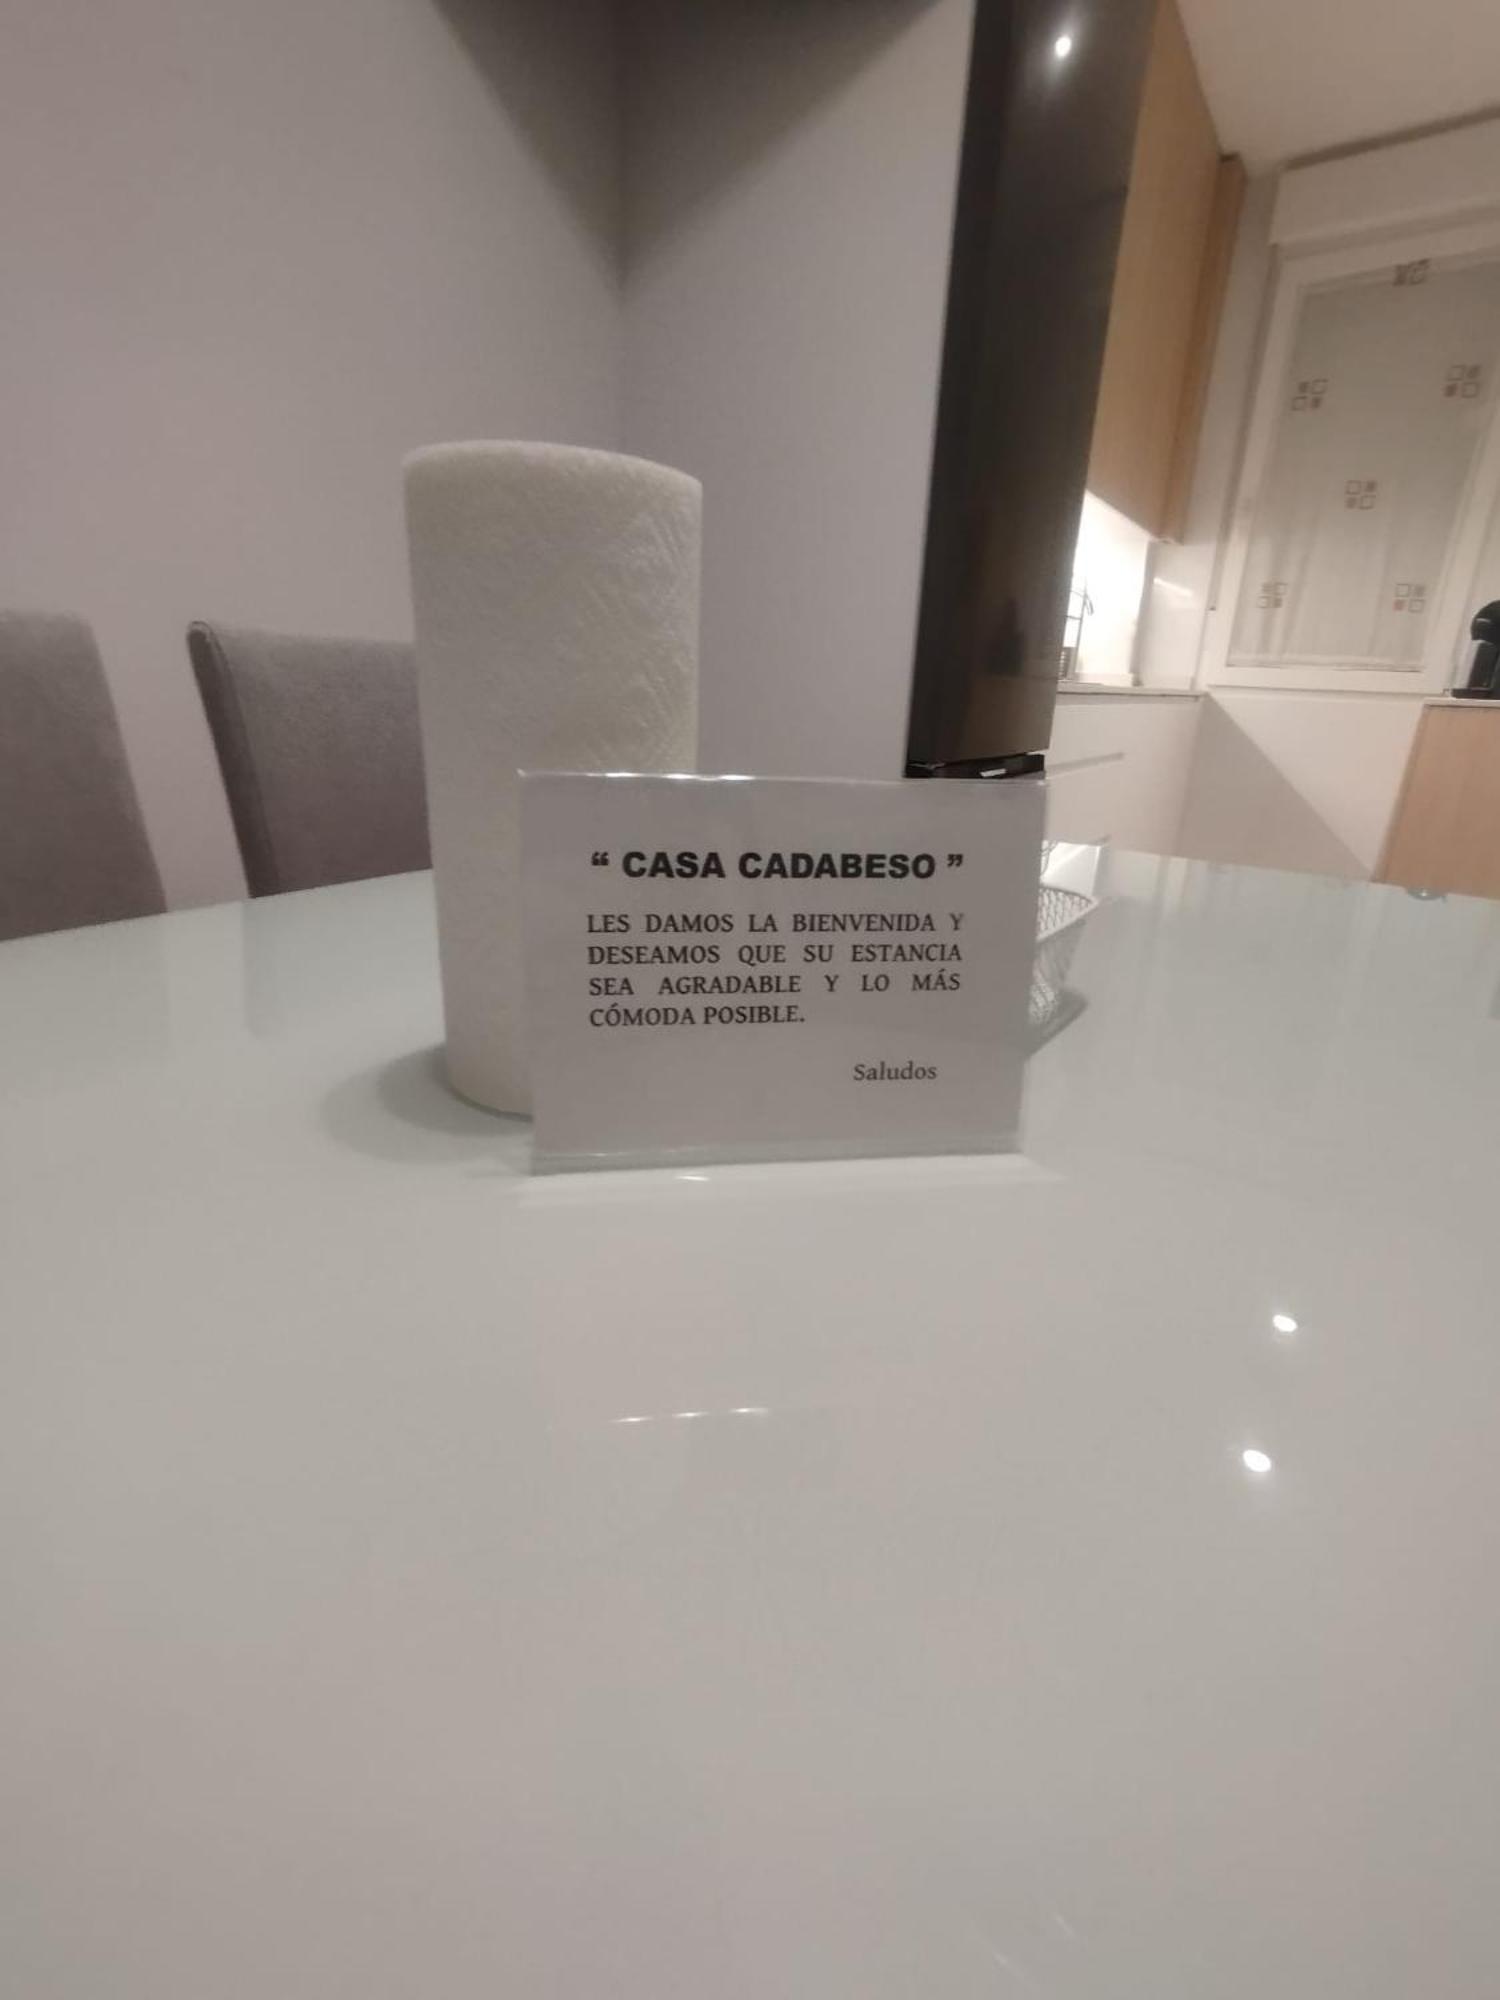 “ CASA CADABESO ”
LES DAMOS LA BIENVENIDA Y
DESEAMOS QUE SU ESTANCIA
SEA AGRADABLE Y LO MÁS
CÓMODA POSIBLE.
Saludos